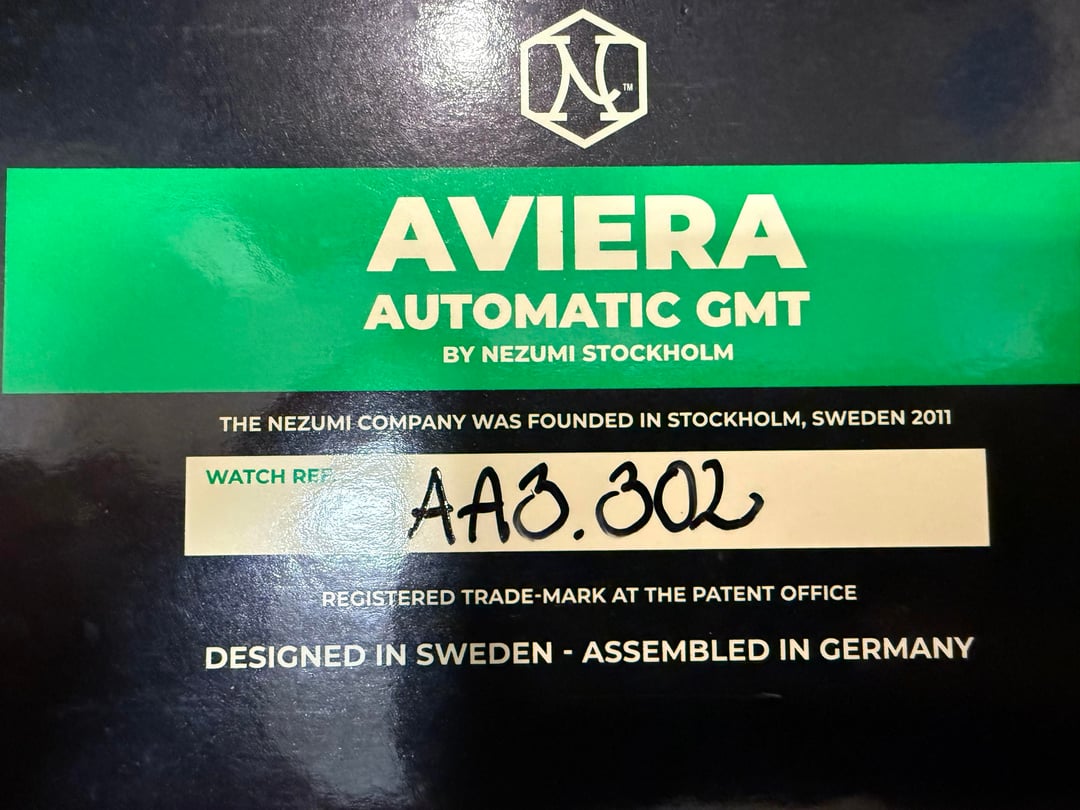 N™
AVIERA
AUTOMATIC GMT
BY NEZUMI STOCKHOLM
THE NEZUMI COMPANY WAS FOUNDED IN STOCKHOLM, SWEDEN 2011
WATCH REF
AA3.302
REGISTERED TRADE-MARK AT THE PATENT OFFICE
DESIGNED IN SWEDEN - ASSEMBLED IN GERMANY